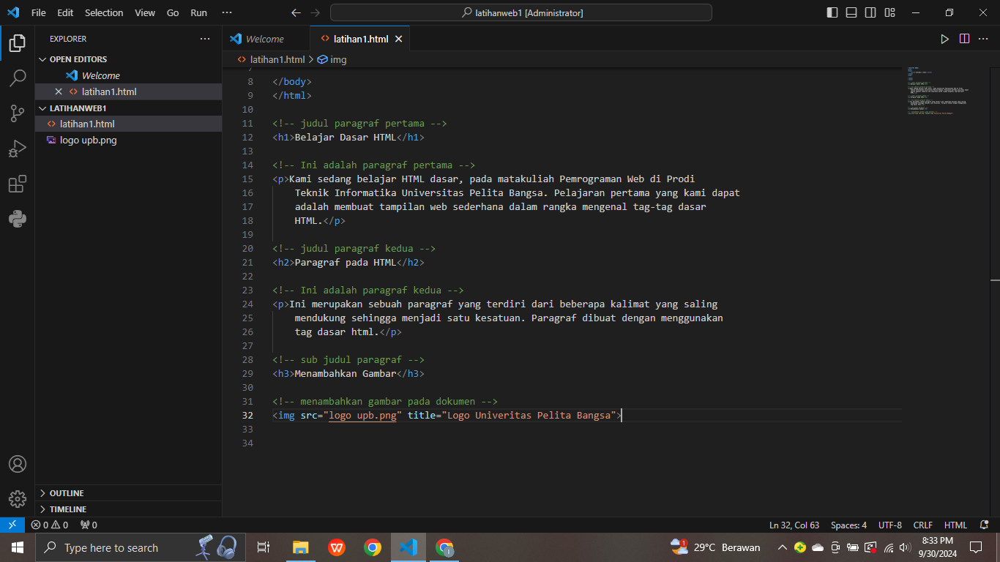 File Edit Selection View Go Run ···
latihanweb1 [Administrator]
EXPLORER
OPEN EDITORS
Welcome
latihan1.html
LATIHANWEB1
latihan1.html
logo upb.png
OUTLINE
TIMELINE
Welcome
latihan1.html
latihan1.html > img
8 </body>
9 </html>
10
11 <!-- judul paragraf pertama -->
12 <h1>Belajar Dasar HTML</h1>
13
14 <!-- Ini adalah paragraf pertama -->
15 <p>Kami sedang belajar HTML dasar, pada matakuliah Pemrograman Web di Prodi
16 Teknik Informatika Universitas Pelita Bangsa. Pelajaran pertama yang kami dapat
17 adalah membuat tampilan web sederhana dalam rangka mengenal tag-tag dasar
18 HTML.</p>
19
20 <!-- judul paragraf kedua -->
21 <h2>Paragraf pada HTML</h2>
22
23 <!-- Ini adalah paragraf kedua -->
24 <p>Ini merupakan sebuah paragraf yang terdiri dari beberapa kalimat yang saling
25 mendukung sehingga menjadi satu kesatuan. Paragraf dibuat dengan menggunakan
26 tag dasar html.</p>
27
28 <!-- sub judul paragraf -->
29 <h3>Menambahkan Gambar</h3>
30
31 <!-- menambahkan gambar pada dokumen -->
32 <img src="logo upb.png" title="Logo Univeritas Pelita Bangsa">
33
34
0 0 0
Ln 32, Col 63 Spaces: 4 UTF-8 CRLF HTML
Type here to search
29°C Berawan
8:33 PM
9/30/2024